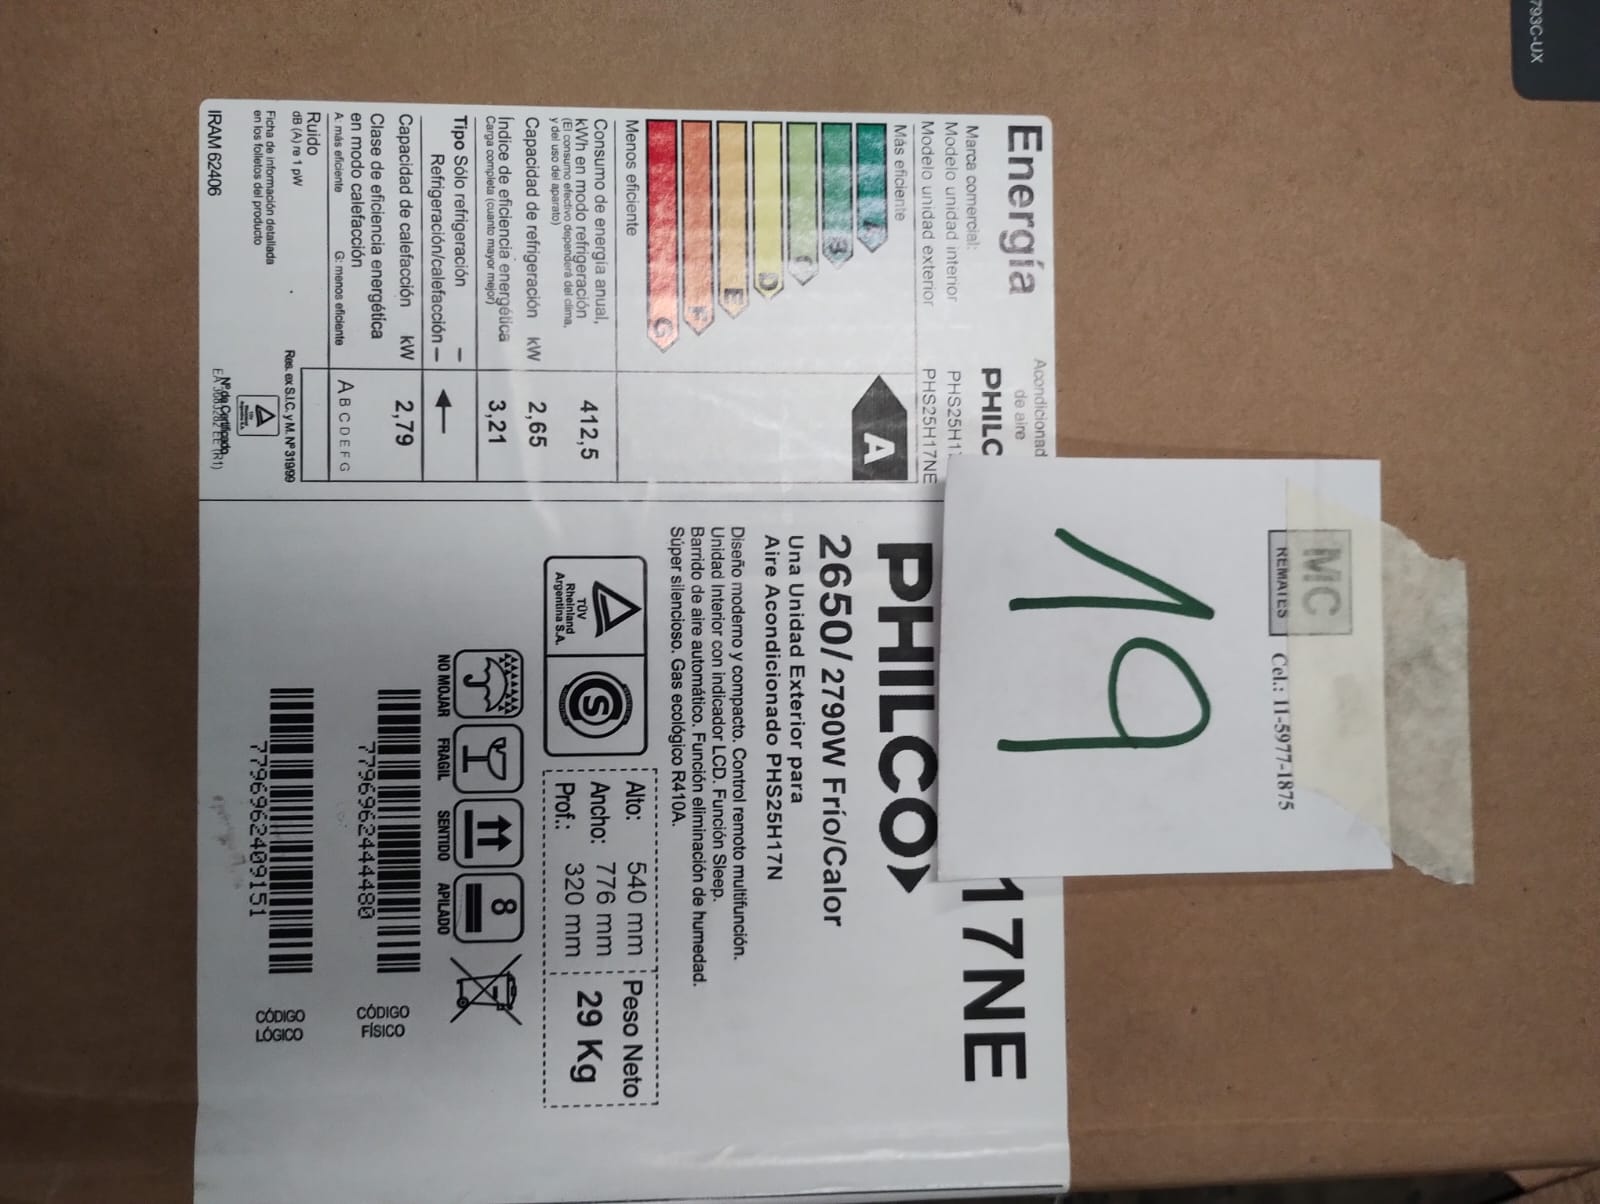 793C-UX
MC
REMATES
Cel.: 11-5977-1875
19
Energía
Acondicionad
de aire
Marca comercial:
PHILC
Modelo unidad interior PHS25H17
Modelo unidad exterior PHS25H17NE
Más eficiente
A
B
C
D
E
F
G
A
Menos eficiente
Consumo de energía anual,
kWh en modo refrigeración 412,5
(El consumo efectivo dependerá del clima,
y del uso del aparato)
Capacidad de refrigeración kW 2,65
Indice de eficiencia energética 3,21
Carga completa (cuanto mayor mejor)
Tipo Sólo refrigeración –
Refrigeración/calefacción –
Capacidad de calefacción kW 2,79
Clase de eficiencia energética
en modo calefacción
A: más eficiente G: menos eficiente
A B C D E F G
Ruido
dB (A) re 1 pW
Ficha de información detallada
en los folletos del producto
IRAM 62406
Res. ex S.I.C. y M. Nº 319/99
Nº de Certificado
17NE
PHILCO
2650/2790W Frío/Calor
Una Unidad Exterior para
Aire Acondicionado PHS25H17N
Diseño moderno y compacto. Control remoto multifunción.
Unidad Interior con indicador LCD. Función Sleep.
Barrido de aire automático. Función eliminación de humedad.
Súper silencioso. Gas ecológico R410A.
TÜV
Rheinland
Argentina S.A.
S
Alto: 540 mm
Ancho: 776 mm
Prof.: 320 mm
Peso Neto
29 Kg
8
NO MOJAR FRAGIL SENTIDO APILADO
7796962444480
CÓDIGO
FÍSICO
7796962409151
CÓDIGO
LÓGICO